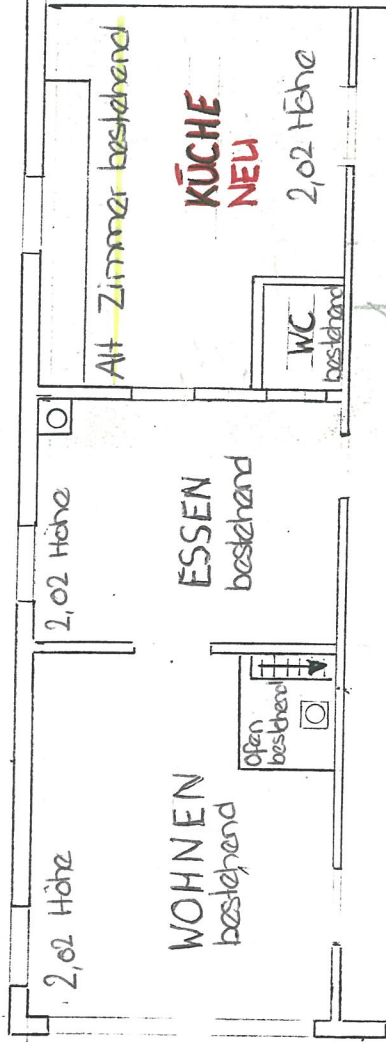 2,02 Höhe
WOHNEN
bestehend
Ofen
bestehend
2,02 Höhe
ESSEN
bestehend
Alt Zimmer bestehend
KÜCHE
NEU
2,02 Höhe
WC
bestehend